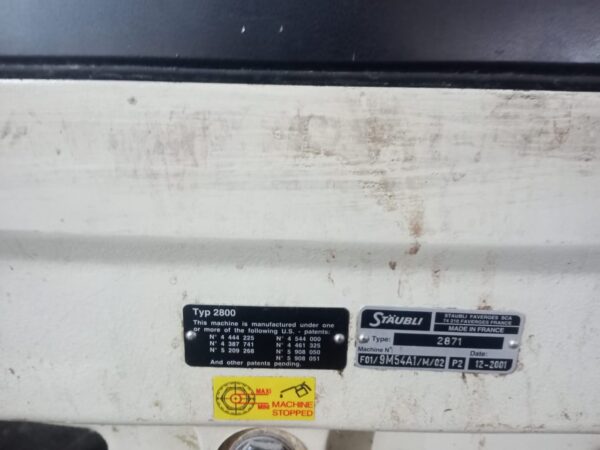 Typ 2800
This machine is manufactured under one
or more of the following U.S. - patents:
N° 4 444 225 N° 4 544 000
N° 4 387 741 N° 4 461 325
N° 5 209 268 N° 5 908 050
N° 5 908 051
And other patents pending.
STÄUBLI
STÄUBLI FAVERGES SCA
74 210 FAVERGES FRANCE
MADE IN FRANCE
Type: 2871
Machine N° Date:
F01/9M54A1/M/02 P2 12-2001
MAXI
MINI
MACHINE
STOPPED